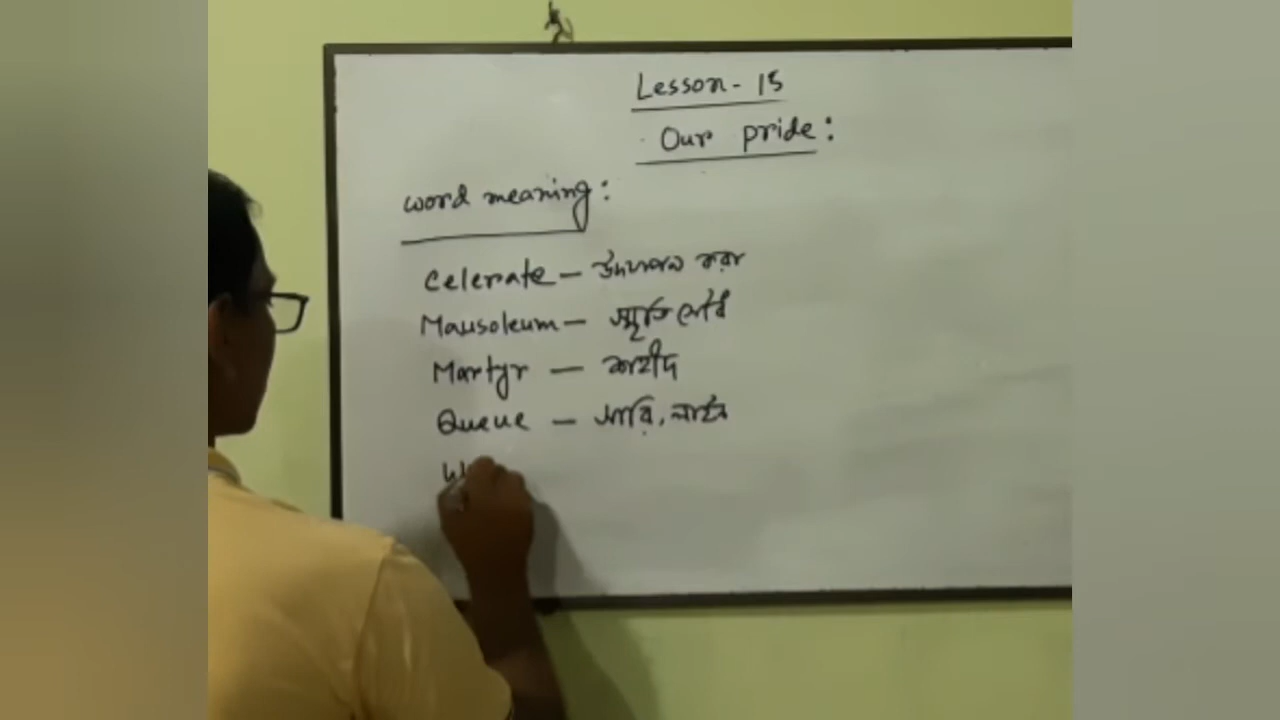 Lesson - 15
Our pride:
word meaning:
Celerate – উদযাপন করা
Mausoleum – স্মৃতি সৌধ
Martyr – শহীদ
Queue – সারি, লাইন